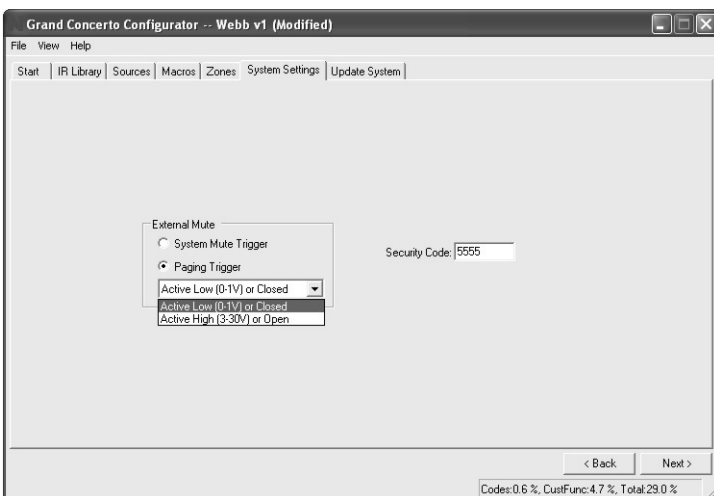 Grand Concerto Configurator -- Webb v1 (Modified)
File View Help
Start IR Library Sources Macros Zones System Settings Update System
External Mute
System Mute Trigger
Paging Trigger
Security Code: 5555
Active Low (0-1V) or Closed
Active Low (0-1V) or Closed
Active High (3-30V) or Open
< Back Next >
Codes:0.6 %, CustFunc:4.7 %, Total:29.0 %